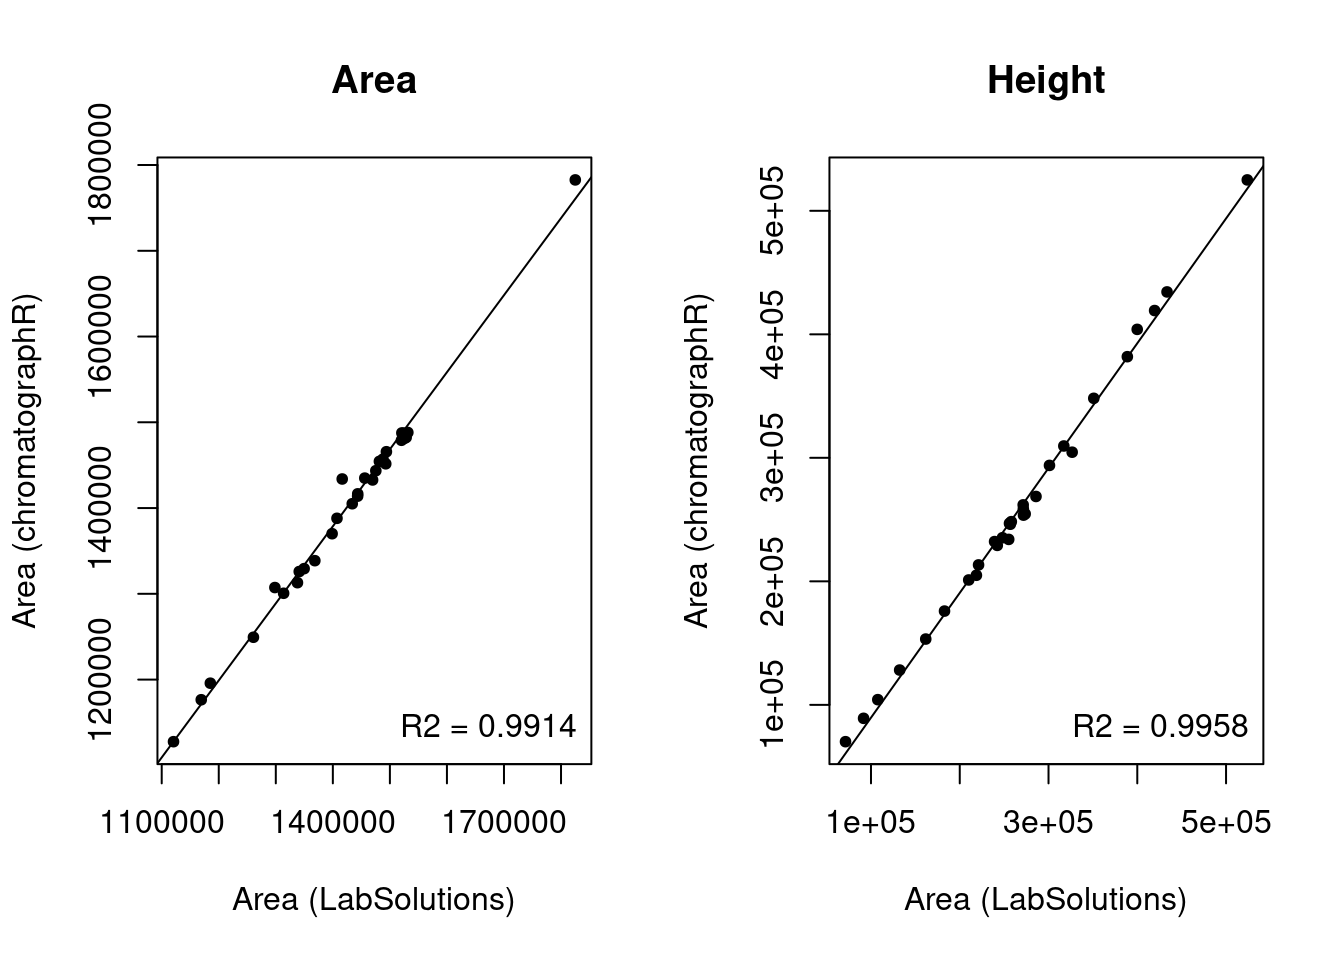 Area
Area (chromatographR)
1800000
1600000
1400000
1200000
R2 = 0.9914
1100000 1400000 1700000
Area (LabSolutions)
Height
Area (chromatographR)
5e+05
4e+05
3e+05
2e+05
1e+05
R2 = 0.9958
1e+05 3e+05 5e+05
Area (LabSolutions)